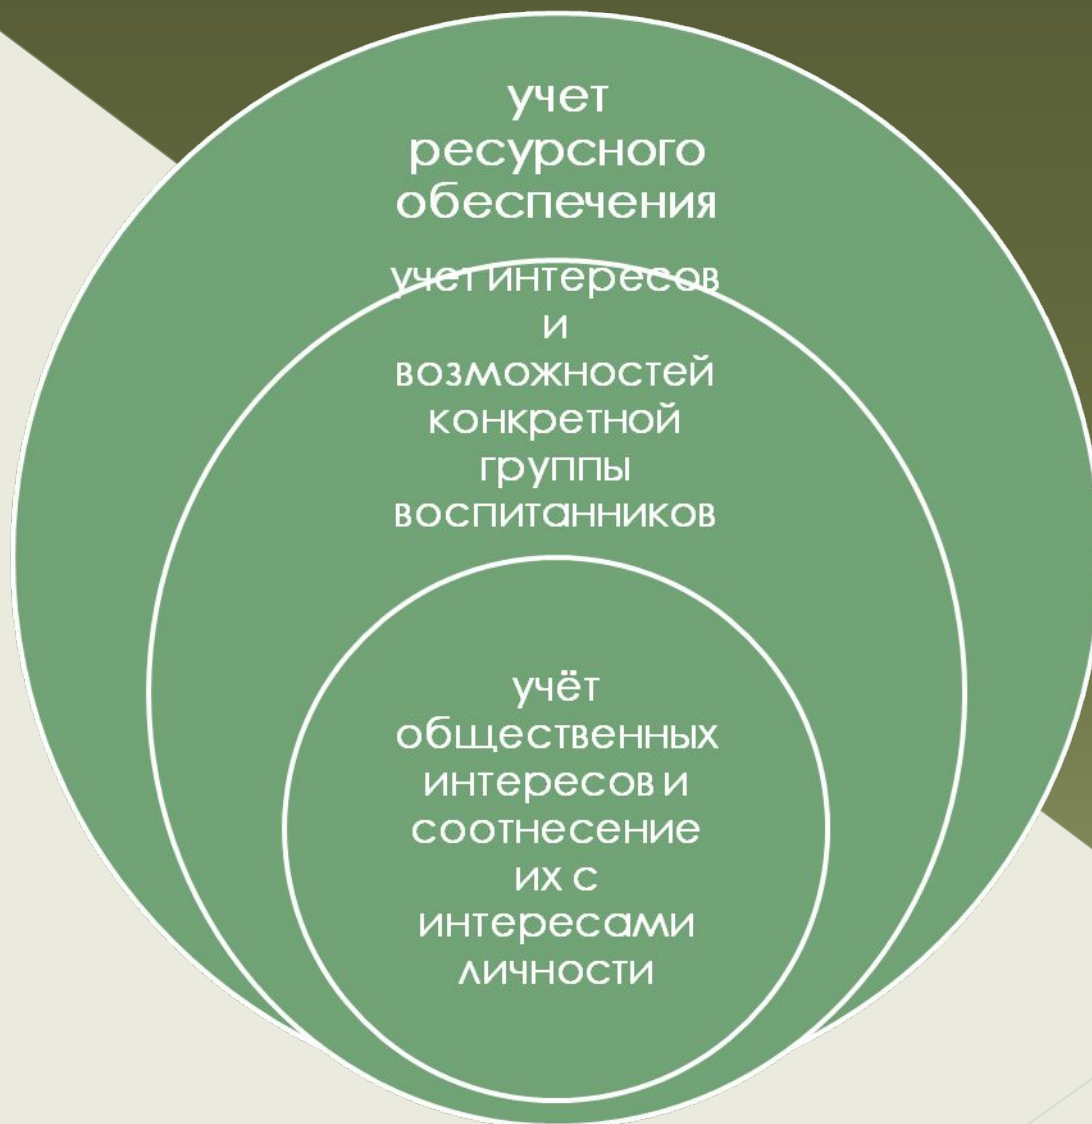 учет
ресурсного
обеспечения
учет интересов
и
возможностей
конкретной
группы
воспитанников
учёт
общественных
интересов и
соотнесение
их с
интересами
личности